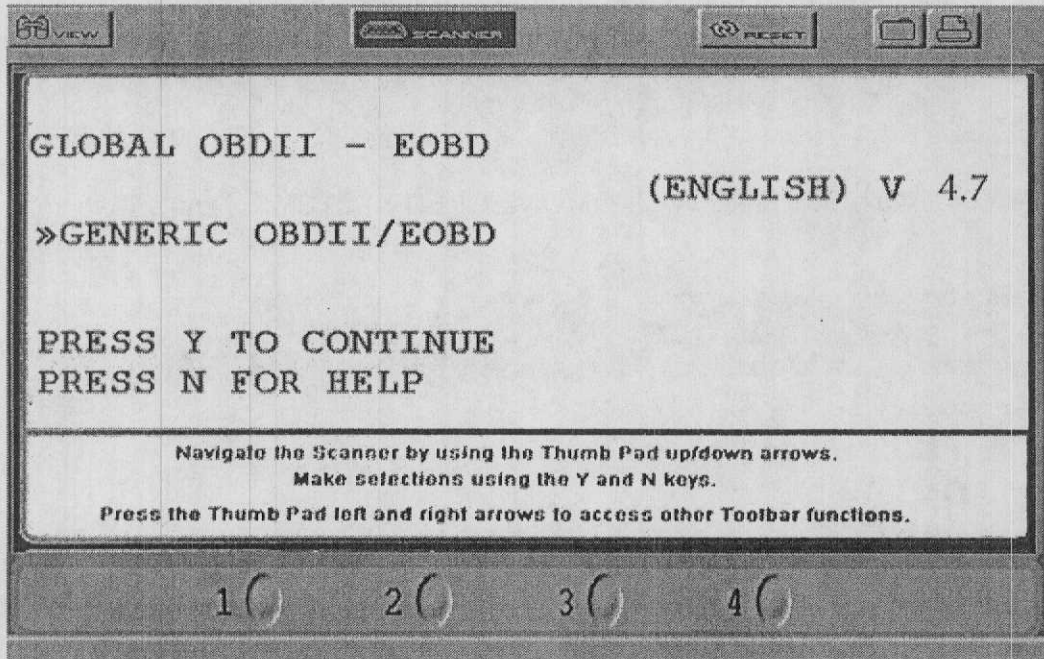 VIEW SCANNER RESET
GLOBAL OBDII - EOBD
(ENGLISH) V 4.7
»GENERIC OBDII/EOBD
PRESS Y TO CONTINUE
PRESS N FOR HELP
Navigate the Scanner by using the Thumb Pad up/down arrows.
Make selections using the Y and N keys.
Press the Thumb Pad left and right arrows to access other Toolbar functions.
1 2 3 4